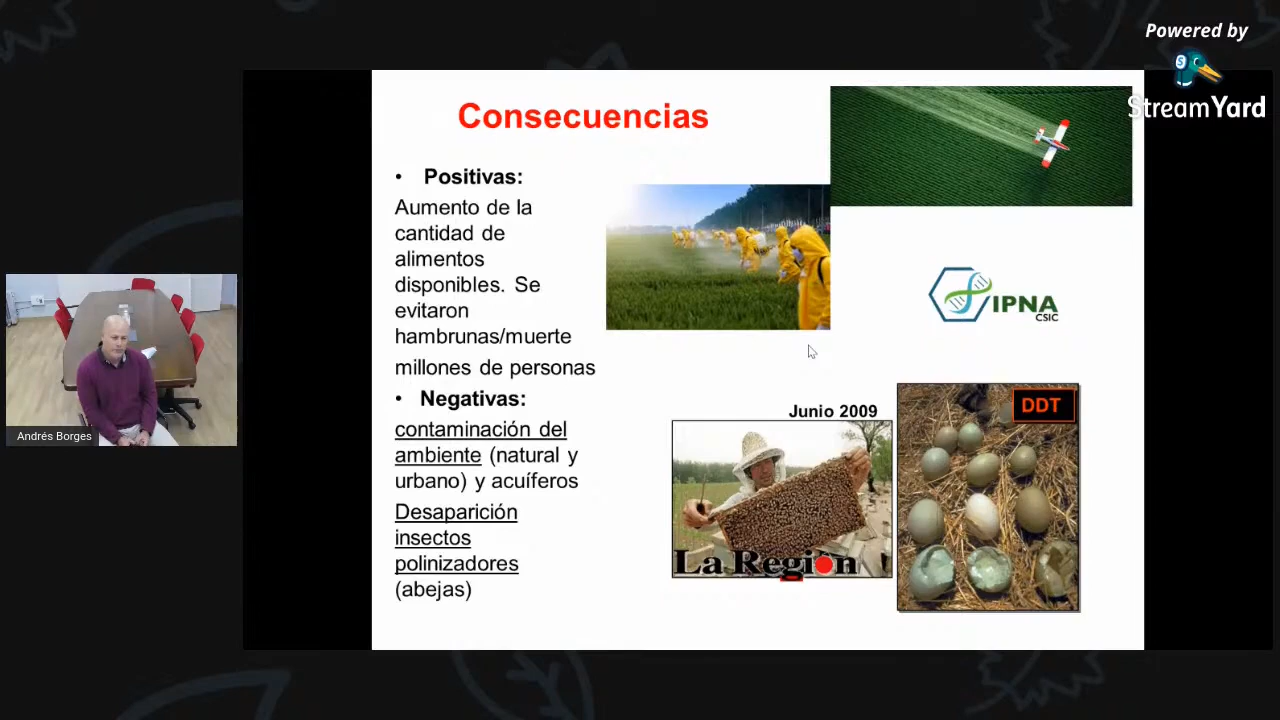 Powered by
StreamYard
Consecuencias
• Positivas:
Aumento de la
cantidad de
alimentos
disponibles. Se
evitaron
hambrunas/muerte
millones de personas
• Negativas:
contaminación del
ambiente (natural y
urbano) y acuíferos
Desaparición
insectos
polinizadores
(abejas)
IPNA
CSIC
Junio 2009
La Región
DDT
Andrés Borges